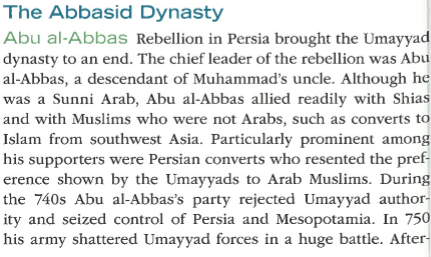 The Abbasid Dynasty
Abu al-Abbas Rebellion in Persia brought the Umayyad
dynasty to an end. The chief leader of the rebellion was Abu
al-Abbas, a descendant of Muhammad's uncle. Although he
was a Sunni Arab, Abu al-Abbas allied readily with Shias
and with Muslims who were not Arabs, such as converts to
Islam from southwest Asia. Particularly prominent among
his supporters were Persian converts who resented the pref-
erence shown by the Umayyads to Arab Muslims. During
the 740s Abu al-Abbas's party rejected Umayyad author-
ity and seized control of Persia and Mesopotamia. In 750
his army shattered Umayyad forces in a huge battle. After-